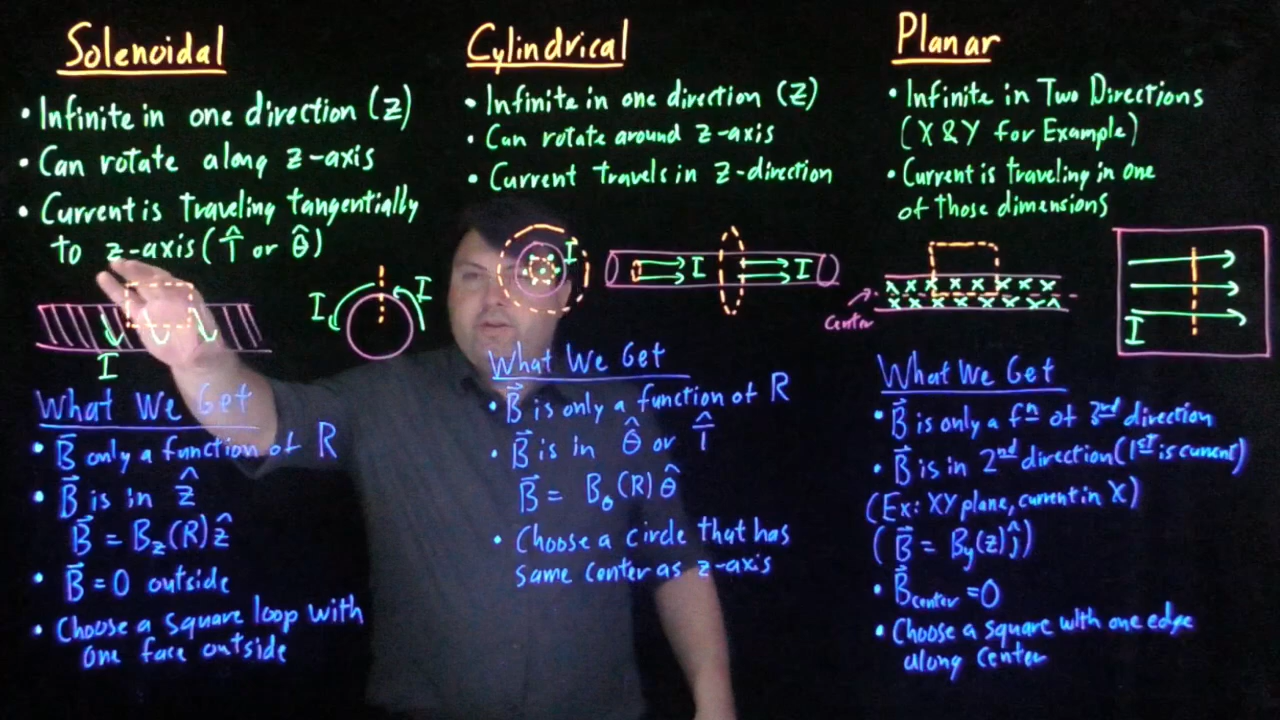 Solenoidal
• Infinite in one direction (z)
• Can rotate along z-axis
• Current is traveling tangentially
to z-axis (T̂ or θ̂)
I
I
I
What We Get
• B⃗ only a function of R
• B⃗ is in ẑ
B⃗ = B_z(R) ẑ
• B⃗ = 0 outside
• Choose a square loop with
one face outside
Cylindrical
• Infinite in one direction (z)
• Can rotate around z-axis
• Current travels in z-direction
I
I
I
What We Get
• B⃗ is only a function of R
• B⃗ is in θ̂ or T̂
B⃗ = B_θ(R) θ̂
• Choose a circle that has
same center as z-axis
Planar
• Infinite in Two Directions
(X & Y for Example)
• Current is traveling in one
of those dimensions
x x x x x x x x
x x x x x x x x
Center
I
What We Get
• B⃗ is only a fⁿ of 3rd direction
• B⃗ is in 2nd direction (1st is current)
(Ex: XY plane, current in X)
(B⃗ = B_y(z) ĵ)
• B⃗_center = 0
• Choose a square with one edge
along center